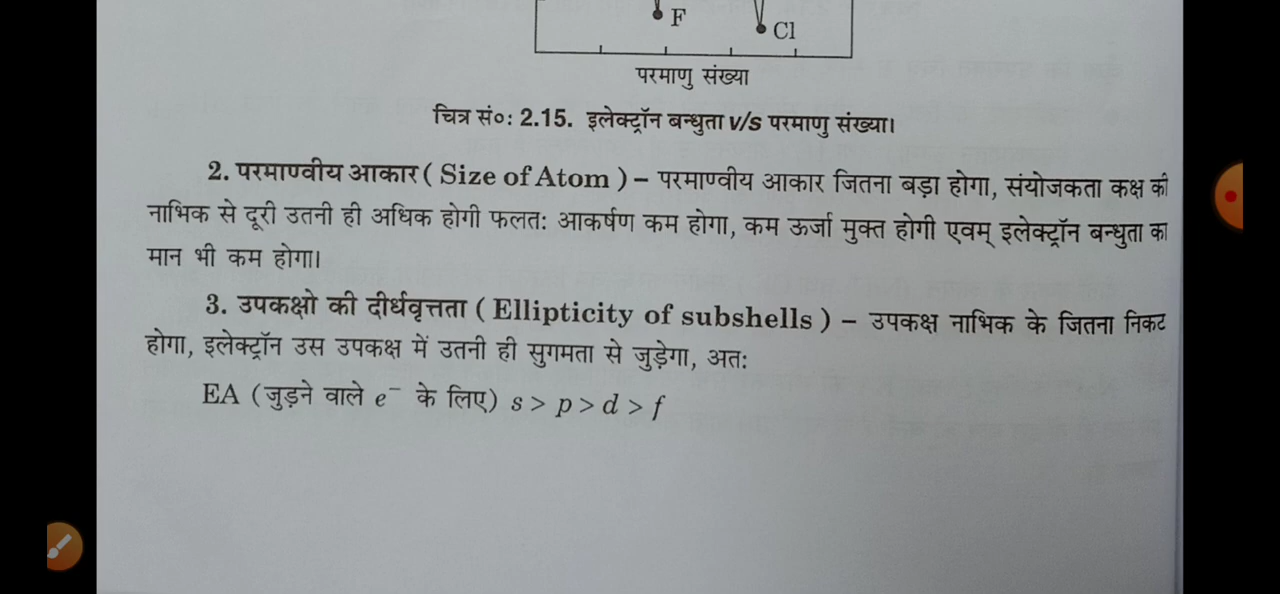 F
Cl
परमाणु संख्या
चित्र सं०: 2.15. इलेक्ट्रॉन बन्धुता v/s परमाणु संख्या।
2. परमाण्वीय आकार ( Size of Atom ) – परमाण्वीय आकार जितना बड़ा होगा, संयोजकता कक्ष की
नाभिक से दूरी उतनी ही अधिक होगी फलतः आकर्षण कम होगा, कम ऊर्जा मुक्त होगी एवम् इलेक्ट्रॉन बन्धुता का
मान भी कम होगा।
3. उपकक्षो की दीर्धवृत्तता ( Ellipticity of subshells ) – उपकक्ष नाभिक के जितना निकट
होगा, इलेक्ट्रॉन उस उपकक्ष में उतनी ही सुगमता से जुड़ेगा, अतः
EA (जुड़ने वाले e⁻ के लिए) s > p > d > f